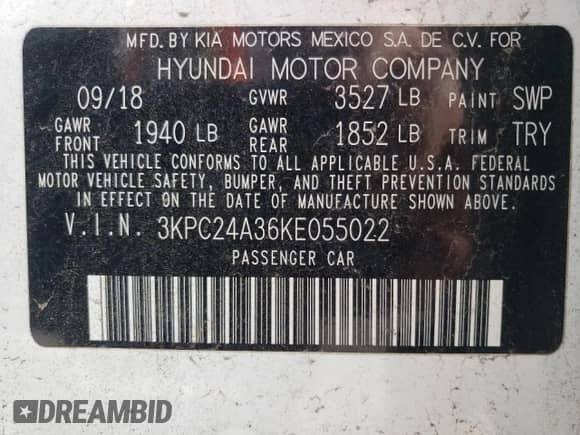 MFD. BY KIA MOTORS MEXICO S.A. DE C.V. FOR
HYUNDAI MOTOR COMPANY
09/18 GVWR 3527 LB PAINT SWP
GAWR FRONT 1940 LB GAWR REAR 1852 LB TRIM TRY
THIS VEHICLE CONFORMS TO ALL APPLICABLE U.S.A. FEDERAL
MOTOR VEHICLE SAFETY, BUMPER, AND THEFT PREVENTION STANDARDS
IN EFFECT ON THE DATE OF MANUFACTURE SHOWN ABOVE.
V.I.N. 3KPC24A36KE055022
PASSENGER CAR
DREAMBID